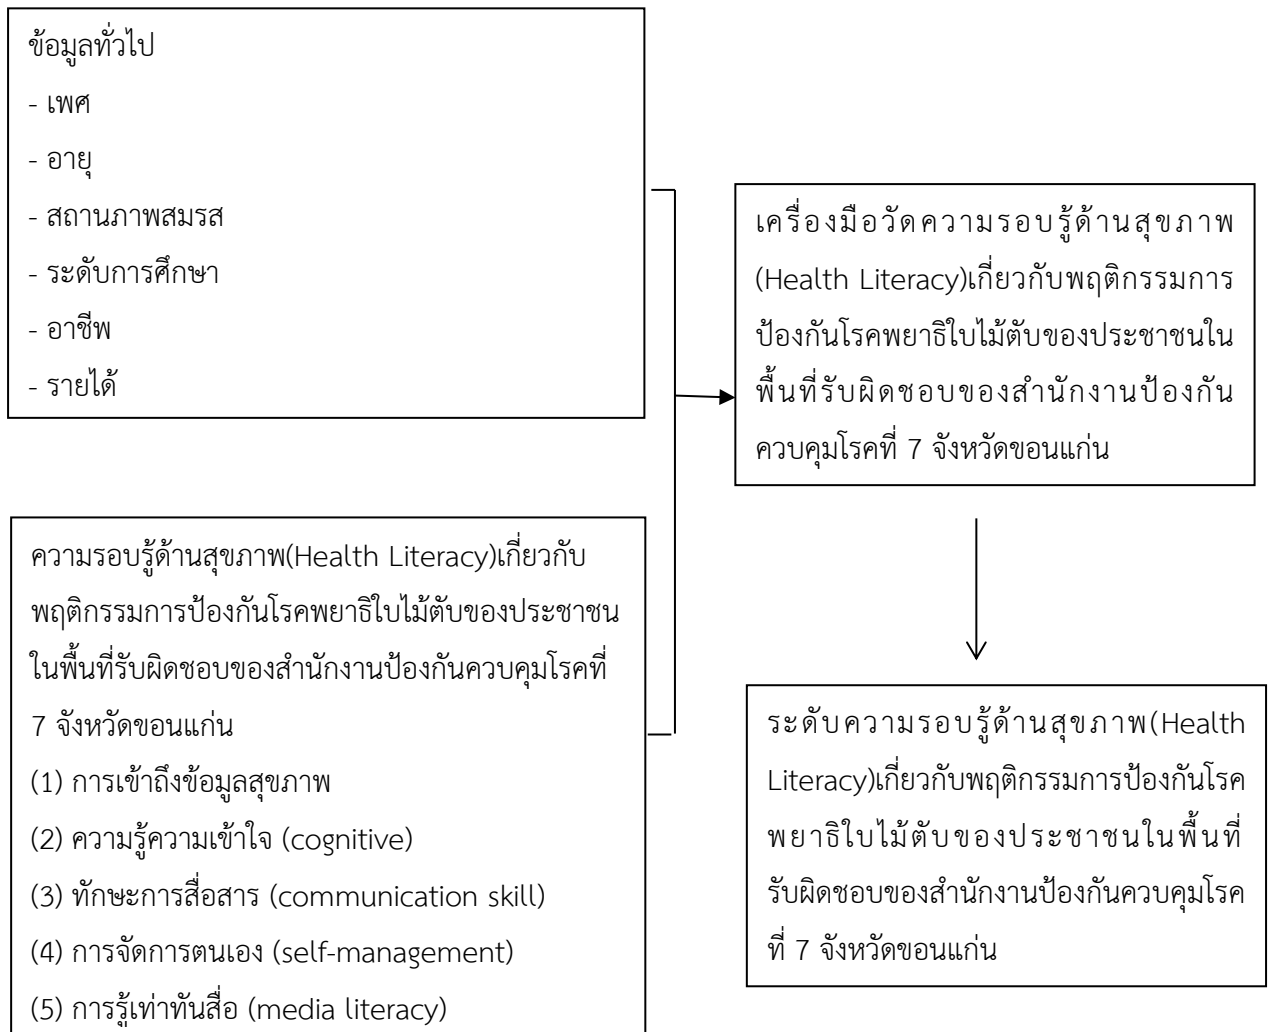 ข้อมูลทั่วไป
- เพศ
- อายุ
- สถานภาพสมรส
- ระดับการศึกษา
- อาชีพ
- รายได้
เครื่องมือวัดความรอบรู้ด้านสุขภาพ
(Health Literacy)เกี่ยวกับพฤติกรรมการ
ป้องกันโรคพยาธิใบไม้ตับของประชาชนใน
พื้นที่รับผิดชอบของสำนักงานป้องกัน
ควบคุมโรคที่ 7 จังหวัดขอนแก่น
ความรอบรู้ด้านสุขภาพ(Health Literacy)เกี่ยวกับ
พฤติกรรมการป้องกันโรคพยาธิใบไม้ตับของประชาชน
ในพื้นที่รับผิดชอบของสำนักงานป้องกันควบคุมโรคที่
7 จังหวัดขอนแก่น
(1) การเข้าถึงข้อมูลสุขภาพ
(2) ความรู้ความเข้าใจ (cognitive)
(3) ทักษะการสื่อสาร (communication skill)
(4) การจัดการตนเอง (self-management)
(5) การรู้เท่าทันสื่อ (media literacy)
ระดับความรอบรู้ด้านสุขภาพ(Health
Literacy)เกี่ยวกับพฤติกรรมการป้องกันโรค
พยาธิใบไม้ตับของประชาชนในพื้นที่
รับผิดชอบของสำนักงานป้องกันควบคุมโรค
ที่ 7 จังหวัดขอนแก่น